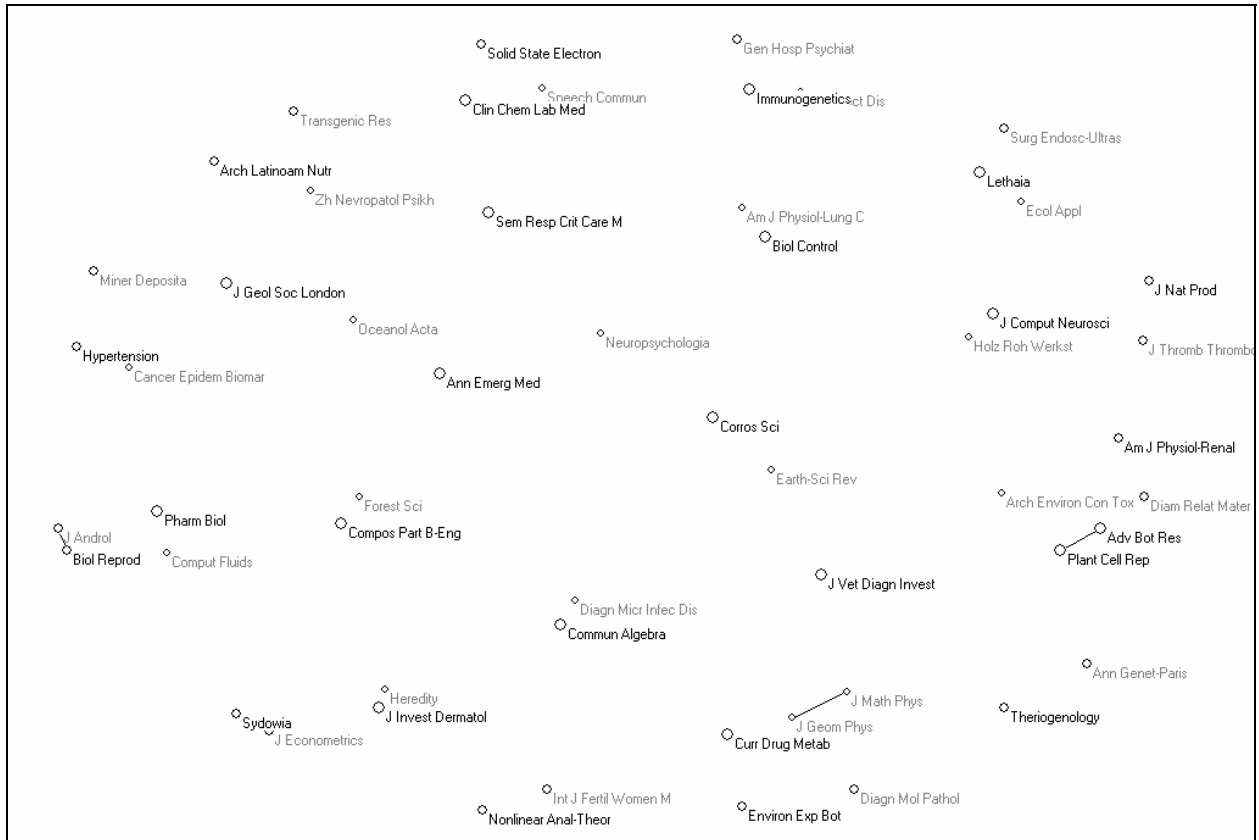 Gen Hosp Psychiat
Solid State Electron
Speech Commun
Immunogenetics
ct Dis
Clin Chem Lab Med
Transgenic Res
Surg Endosc-Ultras
Arch Latinoam Nutr
Lethaia
Zh Nevropatol Psikh
Ecol Appl
Am J Physiol-Lung C
Sem Resp Crit Care M
Biol Control
Miner Deposita
J Nat Prod
J Geol Soc London
J Comput Neurosci
Oceanol Acta
Neuropsychologia
Holz Roh Werkst
J Thromb Thrombo
Hypertension
Cancer Epidem Biomar
Ann Emerg Med
Corros Sci
Am J Physiol-Renal
Earth-Sci Rev
Arch Environ Con Tox
Diam Relat Mater
Forest Sci
Pharm Biol
Compos Part B-Eng
J Androl
Adv Bot Res
Biol Reprod
Comput Fluids
Plant Cell Rep
J Vet Diagn Invest
Diagn Micr Infec Dis
Commun Algebra
Ann Genet-Paris
Heredity
J Math Phys
J Invest Dermatol
Theriogenology
Sydowia
J Geom Phys
J Econometrics
Curr Drug Metab
Int J Fertil Women M
Diagn Mol Pathol
Environ Exp Bot
Nonlinear Anal-Theor